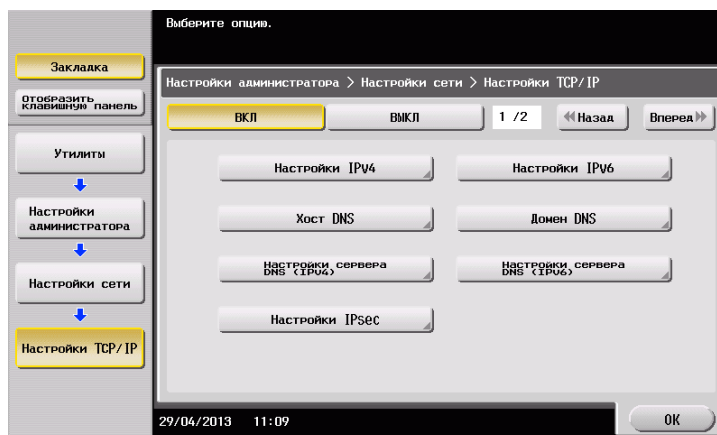 Выберите опцию.
Закладка
Отобразить
клавишную панель
Настройки администратора > Настройки сети > Настройки TCP/IP
ВКЛ
ВЫКЛ
1 /2
Назад
Вперед
Утилиты
Настройки
администратора
Настройки сети
Настройки TCP/IP
Настройки IPv4
Настройки IPv6
Хост DNS
Домен DNS
Настройки сервера
DNS (IPv4)
Настройки сервера
DNS (IPv6)
Настройки IPsec
29/04/2013 11:09
OK